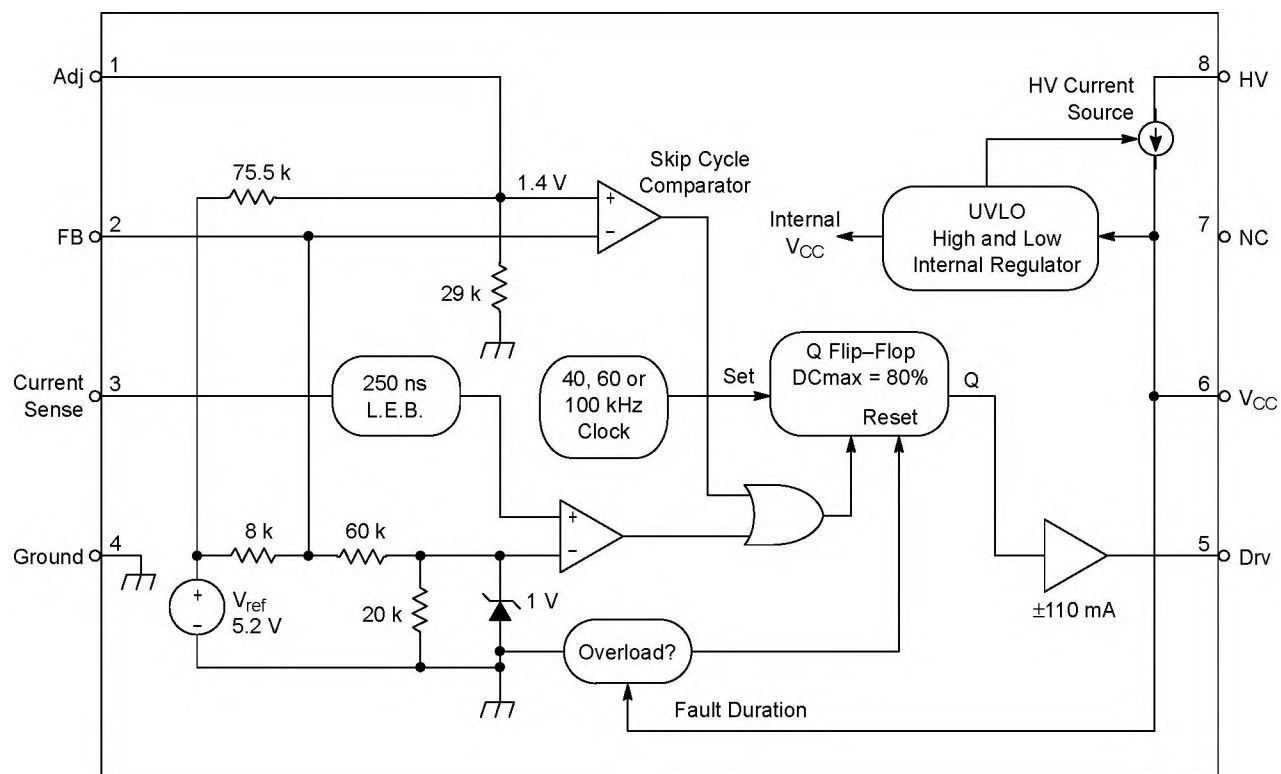 1
Adj
8
HV
HV Current
Source
75.5 k
1.4 V
Skip Cycle
Comparator
+
−
2
FB
29 k
Internal
VCC
UVLO
High and Low
Internal Regulator
7
NC
Current
Sense
3
250 ns
L.E.B.
40, 60 or
100 kHz
Clock
Set
Q Flip–Flop
DCmax = 80%
Reset
Q
6
VCC
+
−
8 k
60 k
4
Ground
+
−
Vref
5.2 V
20 k
1 V
Overload?
±110 mA
5
Drv
Fault Duration